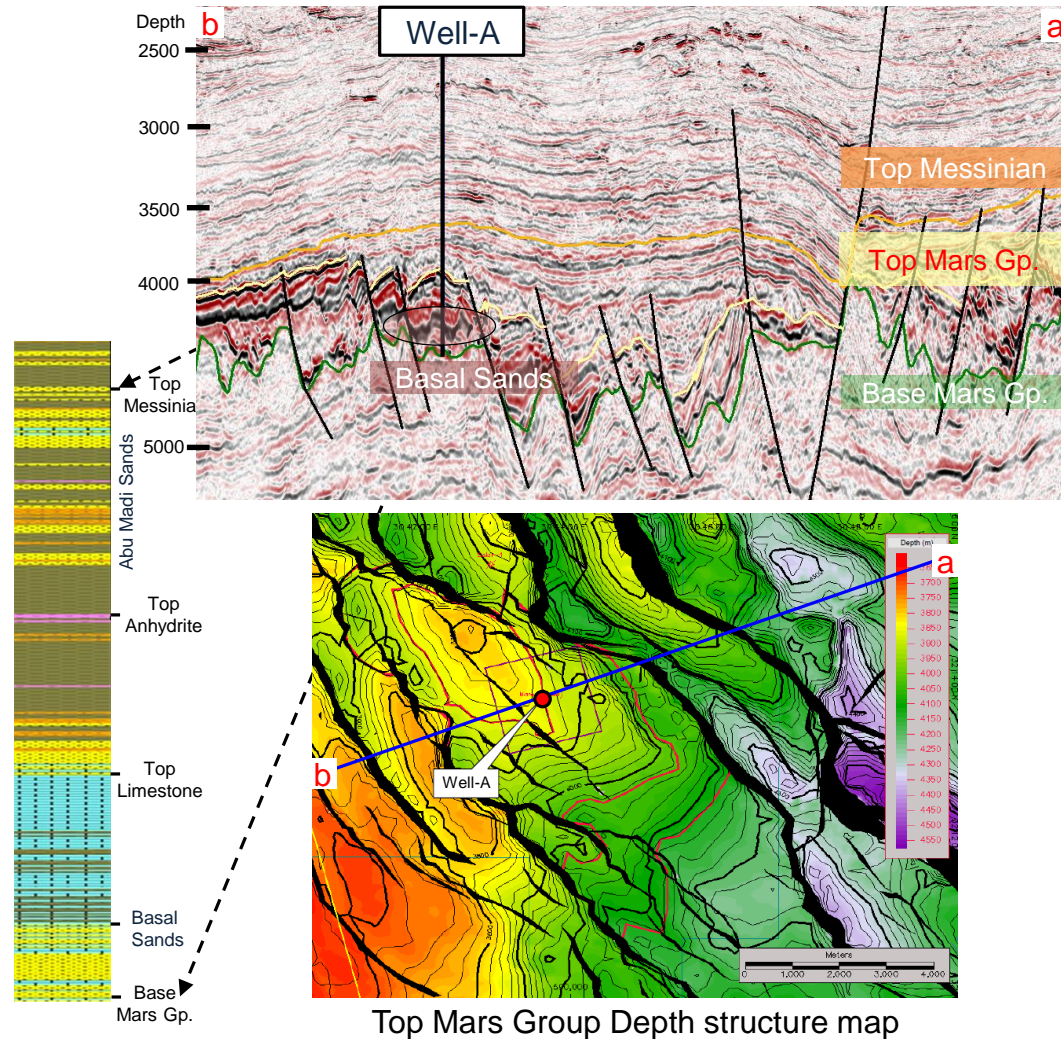 Depth
b
Well-A
a
2500
3000
Top Messinian
3500
Top Mars Gp.
4000
Basal Sands
Base Mars Gp.
5000
Top
Messinia
Abu Madi Sands
Top
Anhydrite
Top
Limestone
Basal
Sands
Base
Mars Gp.
Depth (m)
3700
3750
3800
3850
3900
3950
4000
4050
4100
4150
4200
4250
4300
4350
4400
4450
4500
4550
a
b
Well-A
Meters
0 1,000 2,000 3,000 4,000
Top Mars Group Depth structure map